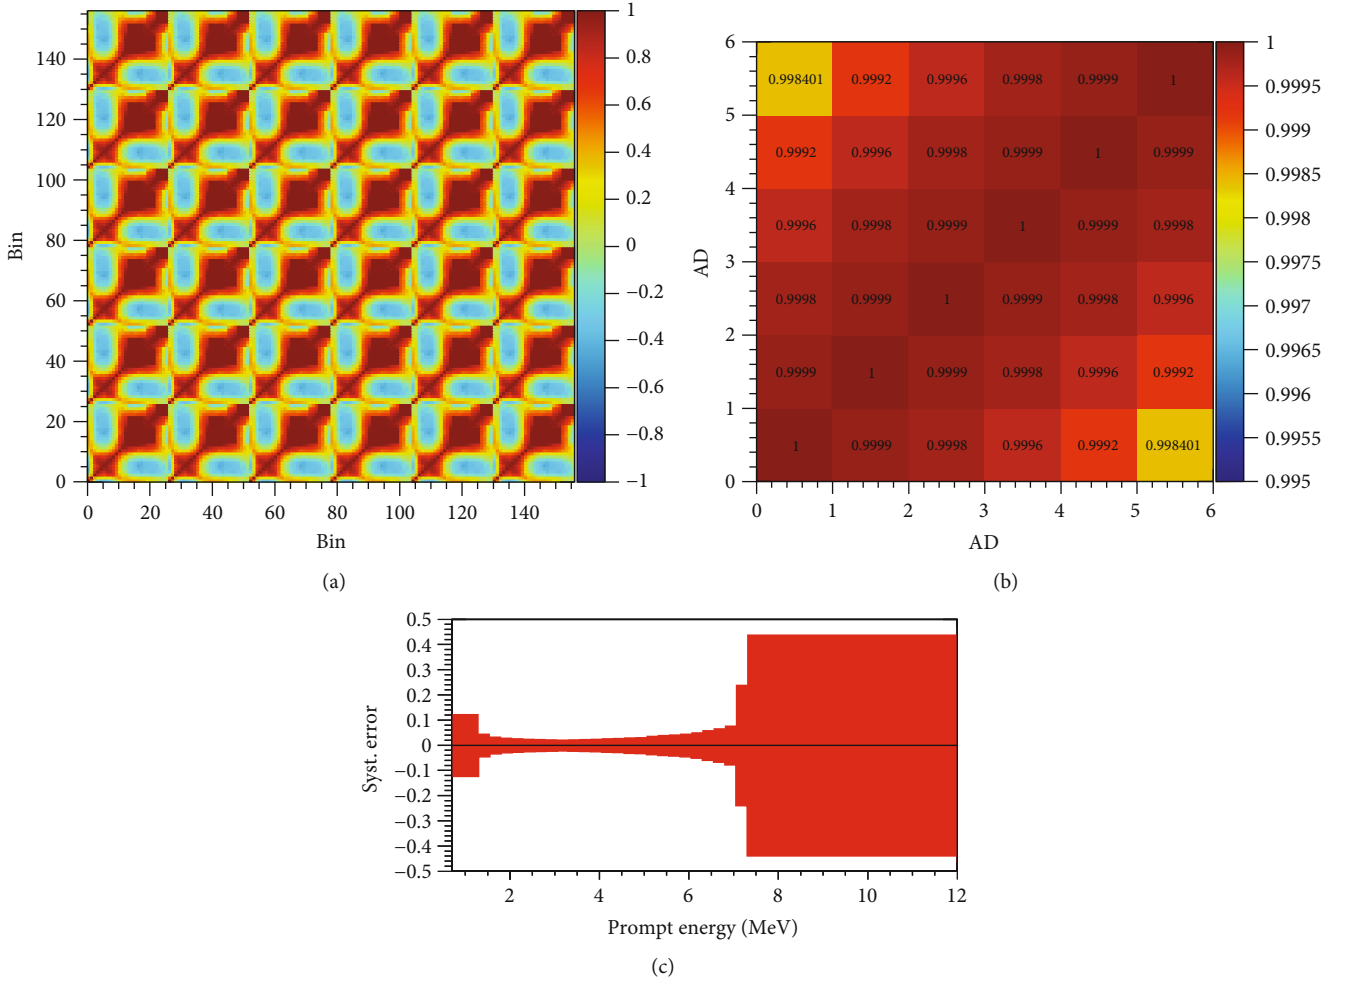 1
0.8
0.6
0.4
0.2
0
−0.2
−0.4
−0.6
−0.8
−1
140
120
100
80
60
40
20
0
Bin
0 20 40 60 80 100 120 140
Bin
(a)
6
5
4
3
2
1
0
AD
0.998401 0.9992 0.9996 0.9998 0.9999 1
0.9992 0.9996 0.9998 0.9999 1 0.9999
0.9996 0.9998 0.9999 1 0.9999 0.9998
0.9998 0.9999 1 0.9999 0.9998 0.9996
0.9999 1 0.9999 0.9998 0.9996 0.9992
1 0.9999 0.9998 0.9996 0.9992 0.998401
0 1 2 3 4 5 6
AD
1
0.9995
0.999
0.9985
0.998
0.9975
0.997
0.9965
0.996
0.9955
0.995
(b)
0.5
0.4
0.3
0.2
0.1
0
−0.1
−0.2
−0.3
−0.4
−0.5
Syst. error
2 4 6 8 10 12
Prompt energy (MeV)
(c)